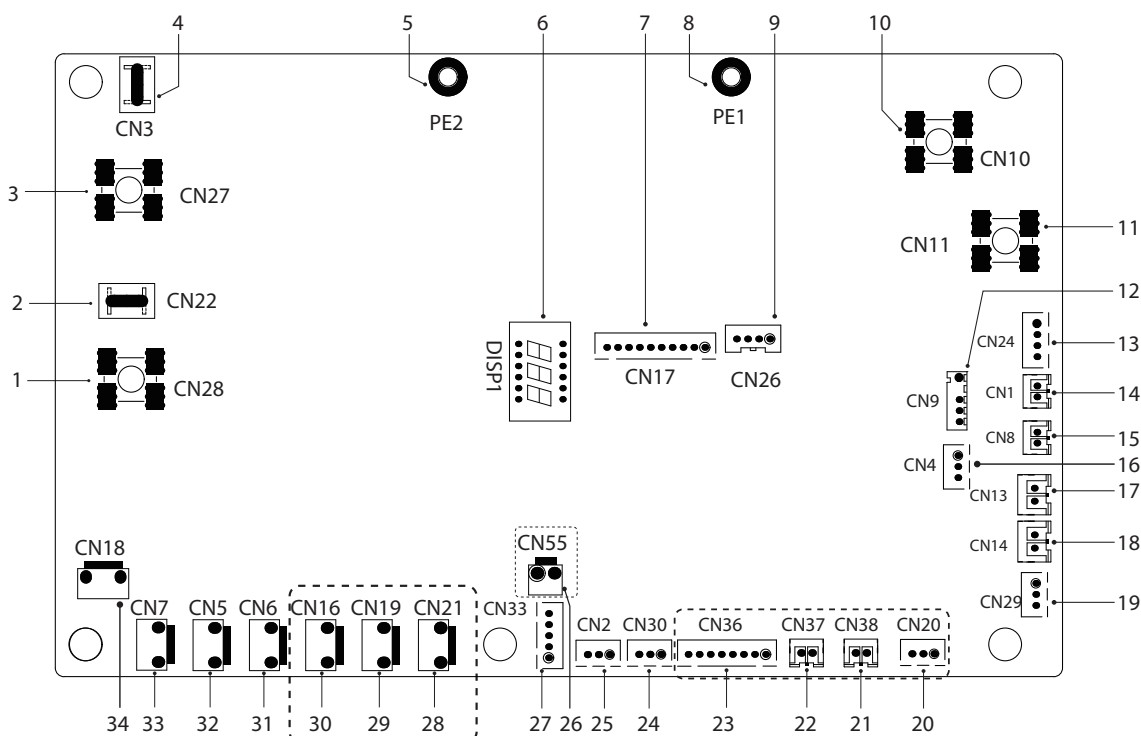 4 5 6 7 8 9 10
CN3
PE2
PE1
CN10
3
CN27
CN11
11
2
CN22
12
CN24
13
DISP1
CN17
CN26
1
CN28
CN9
CN1
14
CN8
15
CN4
16
CN13
17
CN14
18
CN18
CN55
CN29
19
CN7 CN5 CN6 CN16 CN19 CN21 CN33 CN2 CN30 CN36 CN37 CN38 CN20
34 33 32 31 30 29 28 27 26 25 24 23 22 21 20